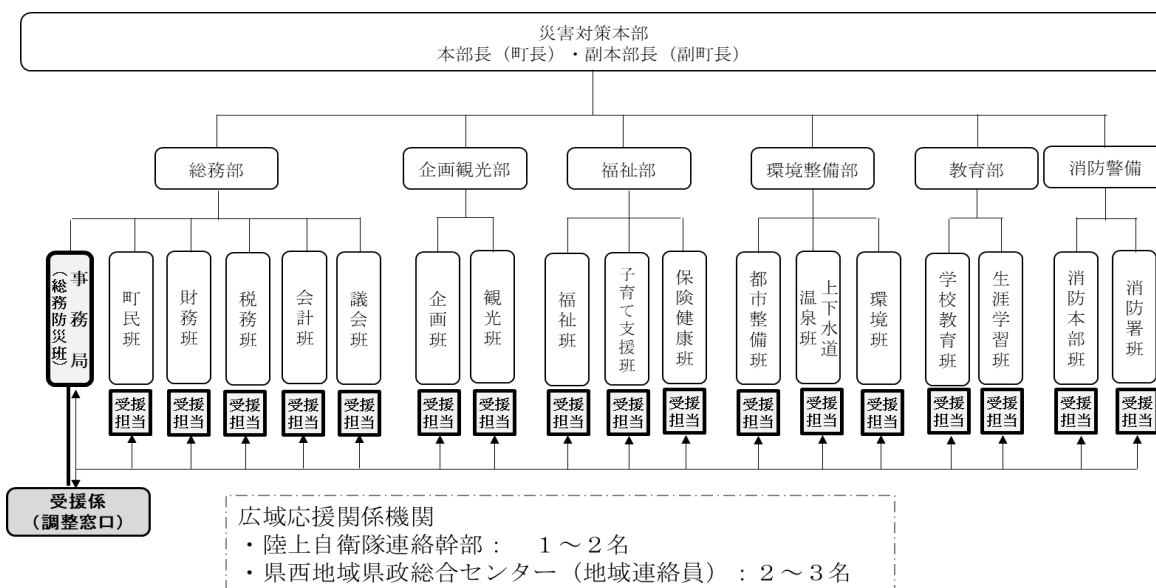 災害対策本部
本部長（町長）・副本部長（副町長）
総務部
企画観光部
福祉部
環境整備部
教育部
消防警備
事務局
（総務防災班）
町民班
財務班
税務班
会計班
議会班
企画班
観光班
福祉班
子育て支援班
保険健康班
都市整備班
上下水道
温泉班
環境班
学校教育班
生涯学習班
消防本部班
消防署班
受援
担当
受援
担当
受援
担当
受援
担当
受援
担当
受援
担当
受援
担当
受援
担当
受援
担当
受援
担当
受援
担当
受援
担当
受援
担当
受援
担当
受援
担当
受援
担当
受援
担当
受援係
（調整窓口）
広域応援関係機関
・陸上自衛隊連絡幹部：　１～２名
・県西地域県政総合センター（地域連絡員）：２～３名